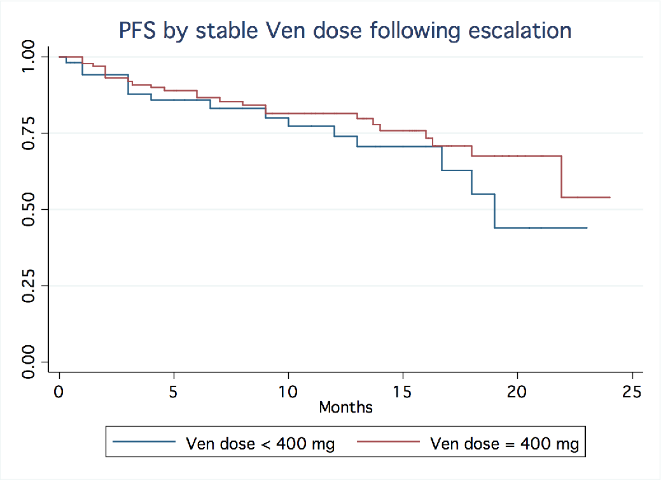 PFS by stable Ven dose following escalation
1.00
0.75
0.50
0.25
0.00
0 5 10 15 20 25
Months
Ven dose < 400 mg Ven dose = 400 mg